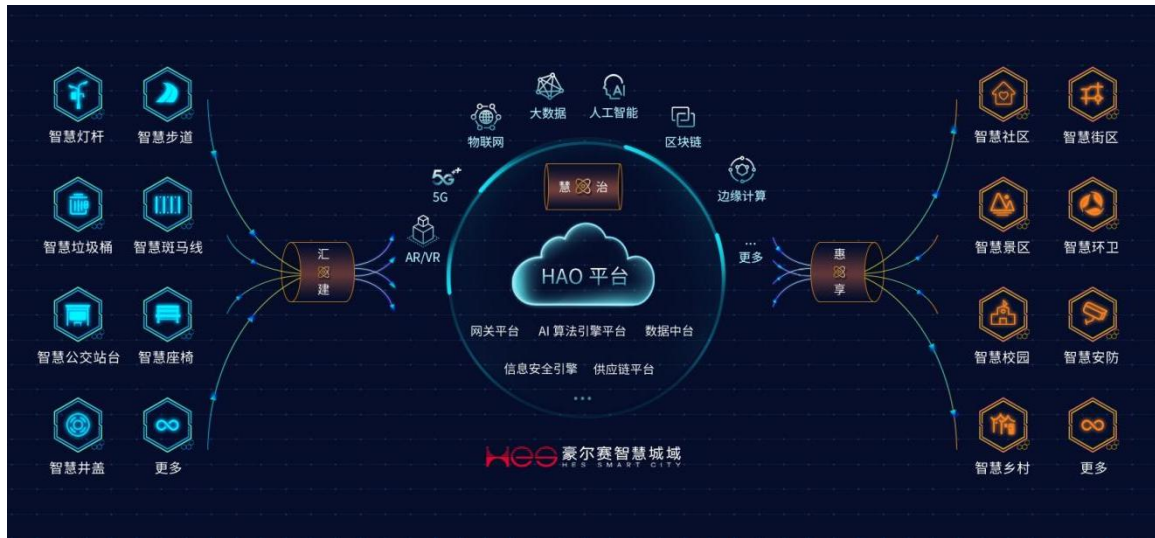 智慧灯杆
智慧步道
智慧垃圾桶
智慧斑马线
智慧公交站台
智慧座椅
智慧井盖
更多
汇
建
AR/VR
5G+
5G
物联网
大数据
AI
人工智能
区块链
边缘计算
...
更多
慧 治
HAO 平台
网关平台 AI 算法引擎平台 数据中台
信息安全引擎 供应链平台
...
HES 豪尔赛智慧城域
HES SMART CITY
惠
享
智慧社区
智慧街区
智慧景区
智慧环卫
智慧校园
智慧安防
智慧乡村
更多